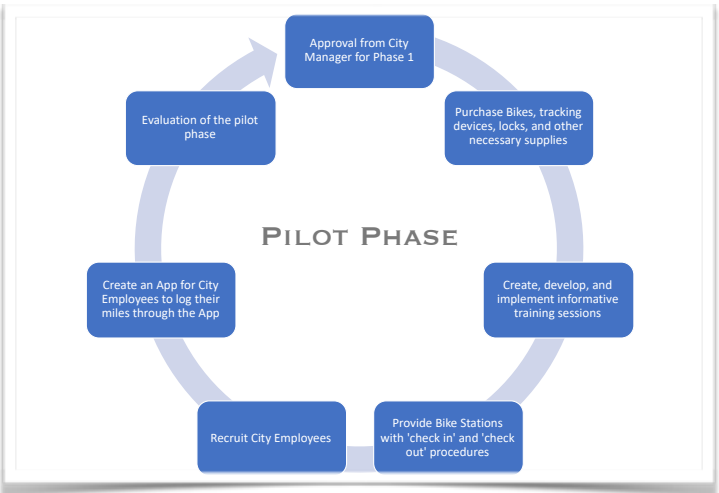 Approval from City
Manager for Phase 1
Purchase Bikes, tracking
devices, locks, and other
necessary supplies
Create, develop, and
implement informative
training sessions
Provide Bike Stations
with 'check in' and 'check
out' procedures
Recruit City Employees
Create an App for City
Employees to log their
miles through the App
Evaluation of the pilot
phase
PILOT PHASE